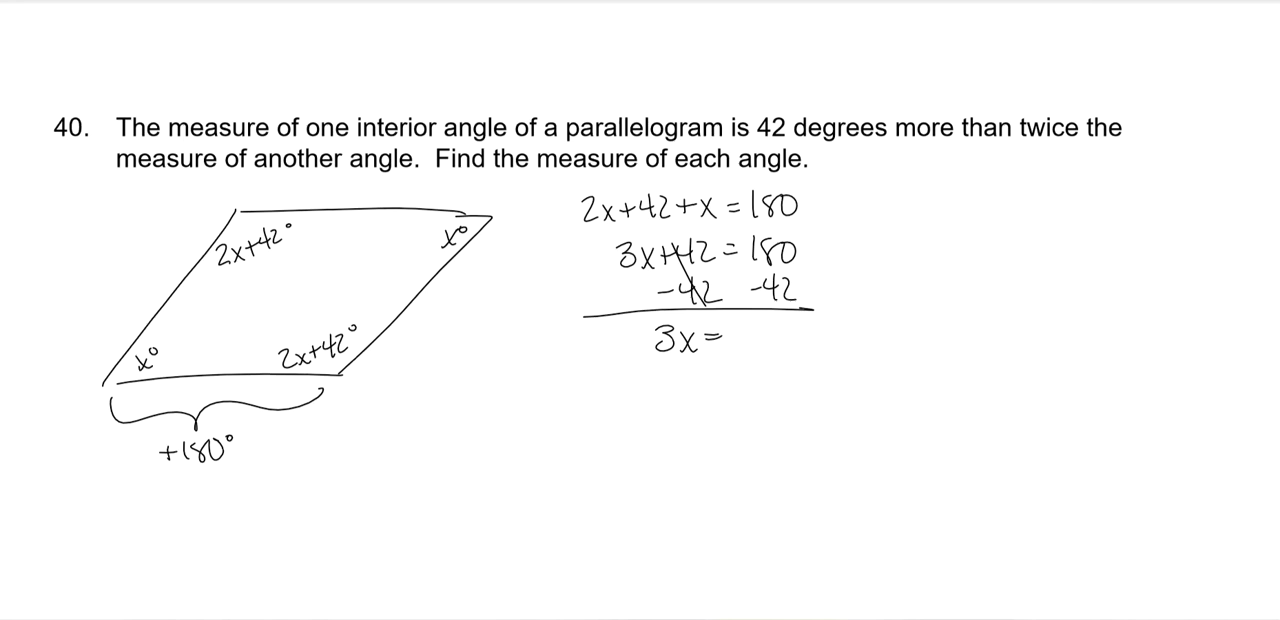 40. The measure of one interior angle of a parallelogram is 42 degrees more than twice the
measure of another angle. Find the measure of each angle.
2x+42°
x°
x°
2x+42°
+180°
2x+42+x=180
3x+42=180
-42 -42
3x=